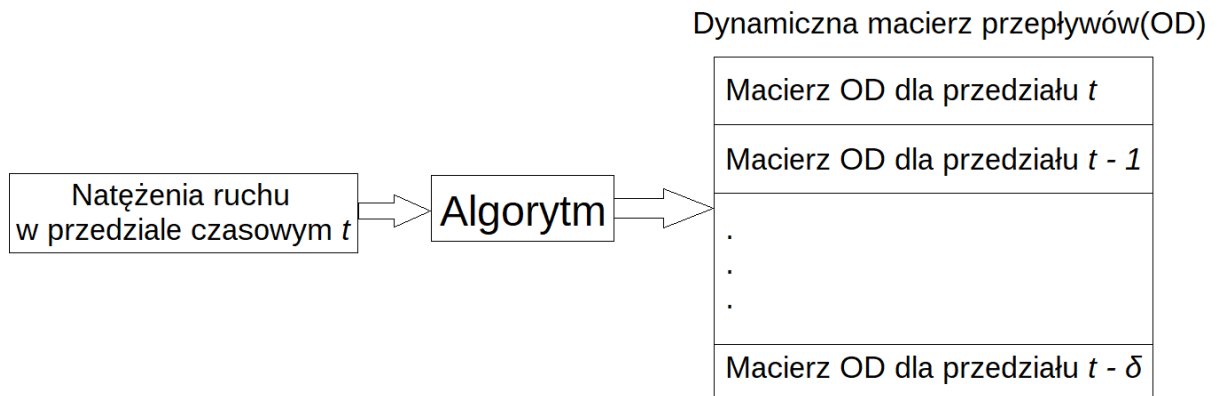 Dynamiczna macierz przepływów(OD)
Macierz OD dla przedziału t
Macierz OD dla przedziału t - 1
Natężenia ruchu
w przedziale czasowym t
Algorytm
.
.
.
Macierz OD dla przedziału t - δ